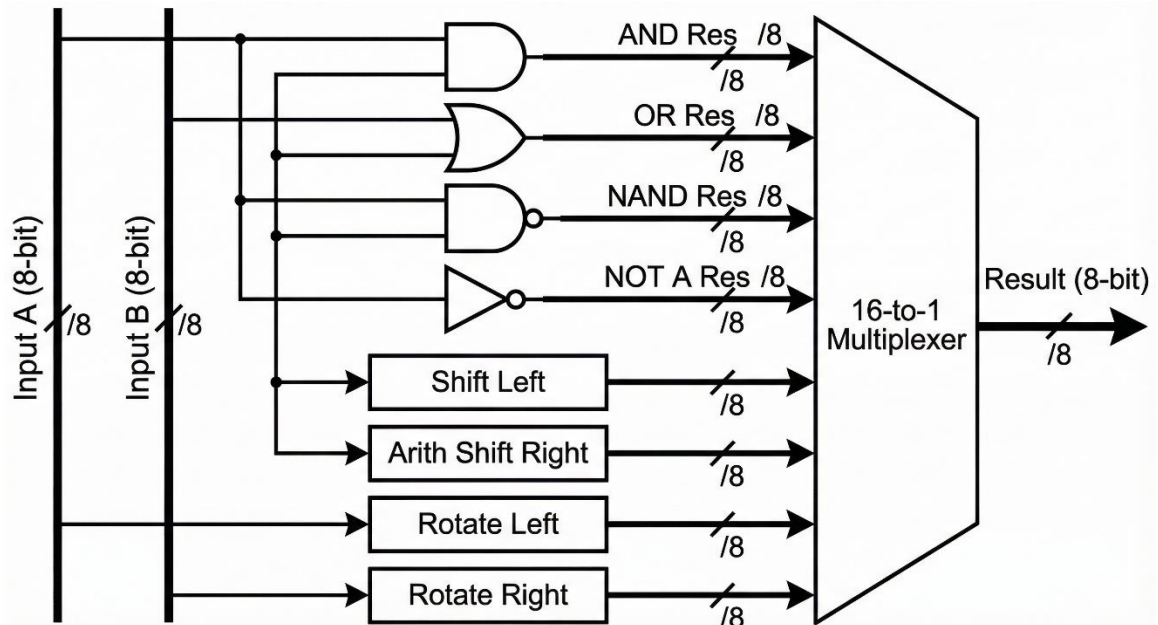 Input A (8-bit)
/8
Input B (8-bit)
/8
AND Res /8
/8
OR Res /8
/8
NAND Res /8
/8
NOT A Res /8
/8
Shift Left
/8
Arith Shift Right
/8
Rotate Left
/8
Rotate Right
/8
16-to-1
Multiplexer
Result (8-bit)
/8